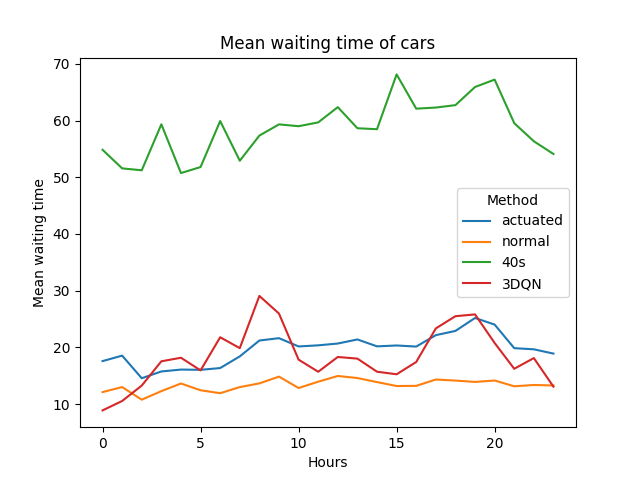 Mean waiting time of cars
Mean waiting time
70
60
50
40
30
20
10
Method
actuated
normal
40s
3DQN
0
5
10
15
20
Hours